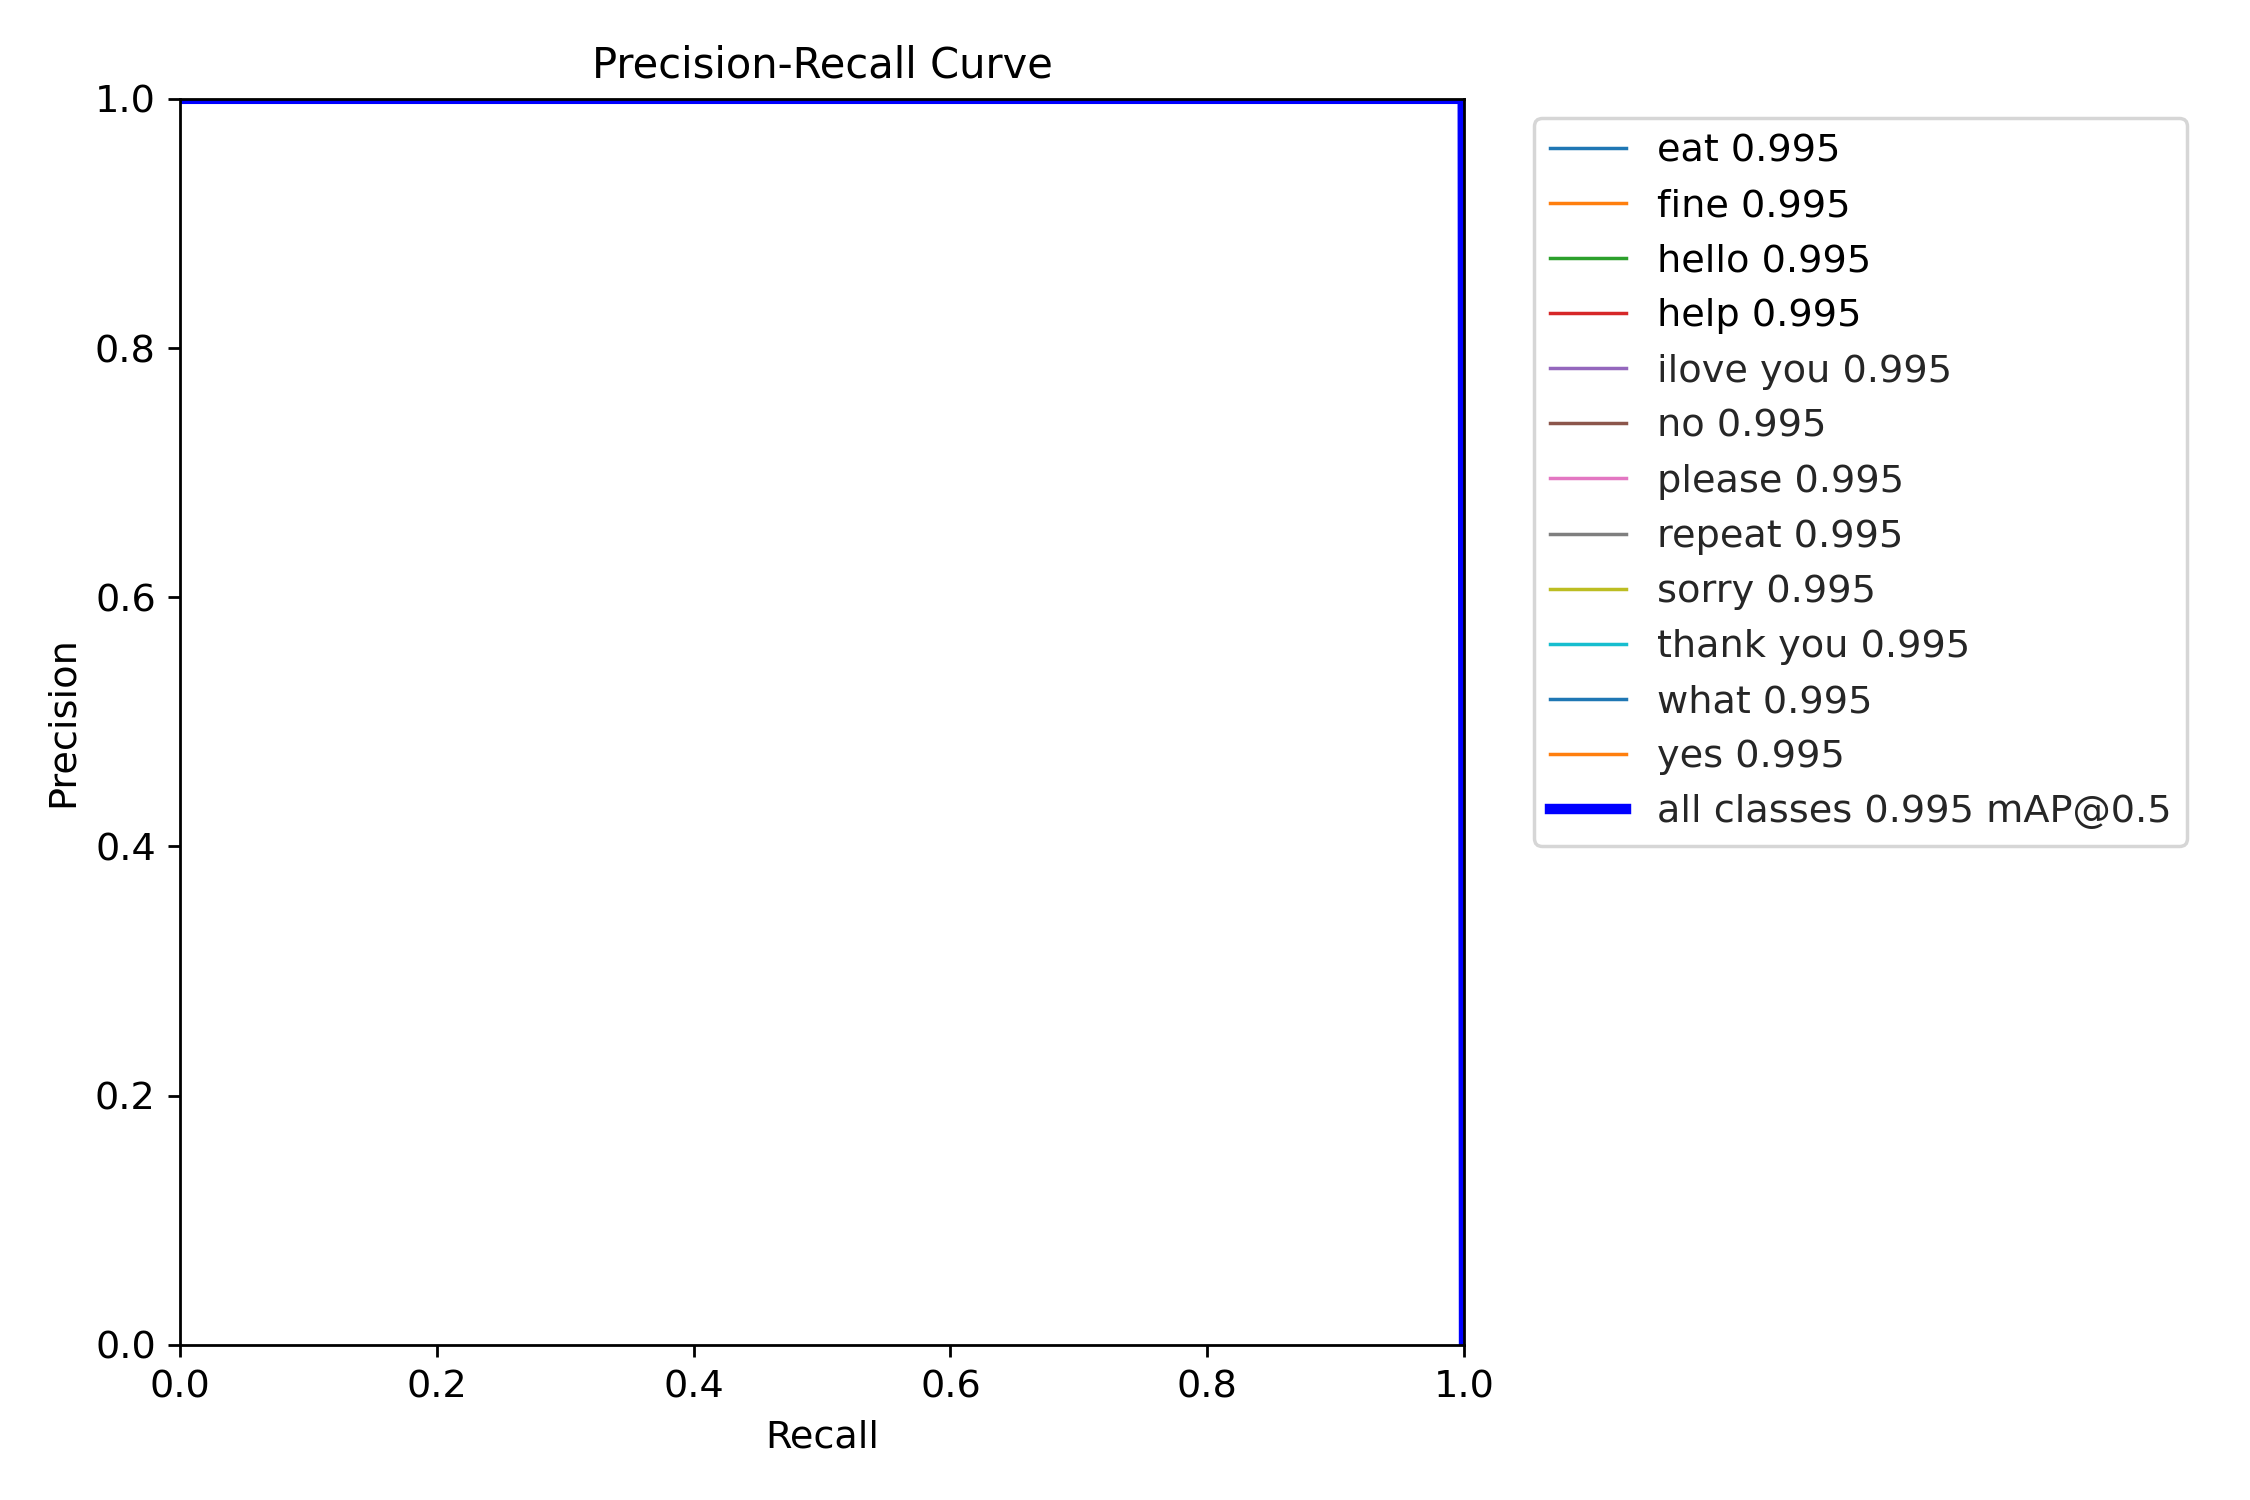 Precision-Recall Curve
1.0
0.8
0.6
0.4
0.2
0.0
Precision
0.0 0.2 0.4 0.6 0.8 1.0
Recall
eat 0.995
fine 0.995
hello 0.995
help 0.995
ilove you 0.995
no 0.995
please 0.995
repeat 0.995
sorry 0.995
thank you 0.995
what 0.995
yes 0.995
all classes 0.995 mAP@0.5